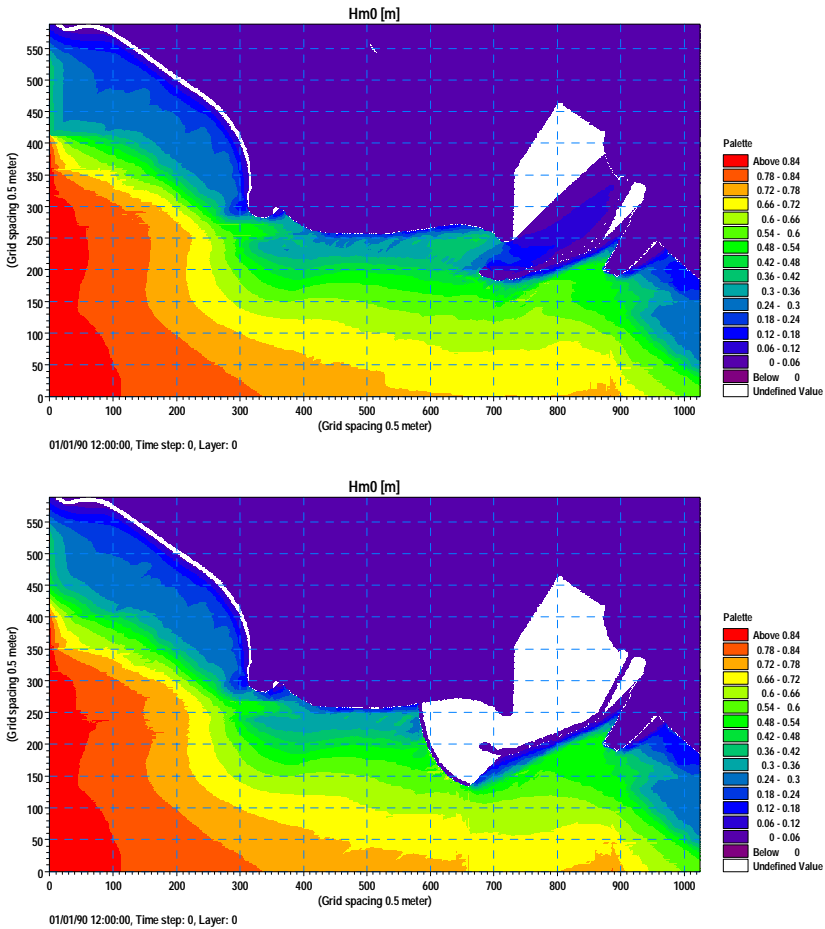 Hm0 [m]
(Grid spacing 0.5 meter)
550
500
450
400
350
300
250
200
150
100
50
0
0 100 200 300 400 500 600 700 800 900 1000
(Grid spacing 0.5 meter)
01/01/90 12:00:00, Time step: 0, Layer: 0
Palette
Above 0.84
0.78 - 0.84
0.72 - 0.78
0.66 - 0.72
0.6 - 0.66
0.54 - 0.6
0.48 - 0.54
0.42 - 0.48
0.36 - 0.42
0.3 - 0.36
0.24 - 0.3
0.18 - 0.24
0.12 - 0.18
0.06 - 0.12
0 - 0.06
Below 0
Undefined Value
Hm0 [m]
(Grid spacing 0.5 meter)
550
500
450
400
350
300
250
200
150
100
50
0
0 100 200 300 400 500 600 700 800 900 1000
(Grid spacing 0.5 meter)
01/01/90 12:00:00, Time step: 0, Layer: 0
Palette
Above 0.84
0.78 - 0.84
0.72 - 0.78
0.66 - 0.72
0.6 - 0.66
0.54 - 0.6
0.48 - 0.54
0.42 - 0.48
0.36 - 0.42
0.3 - 0.36
0.24 - 0.3
0.18 - 0.24
0.12 - 0.18
0.06 - 0.12
0 - 0.06
Below 0
Undefined Value